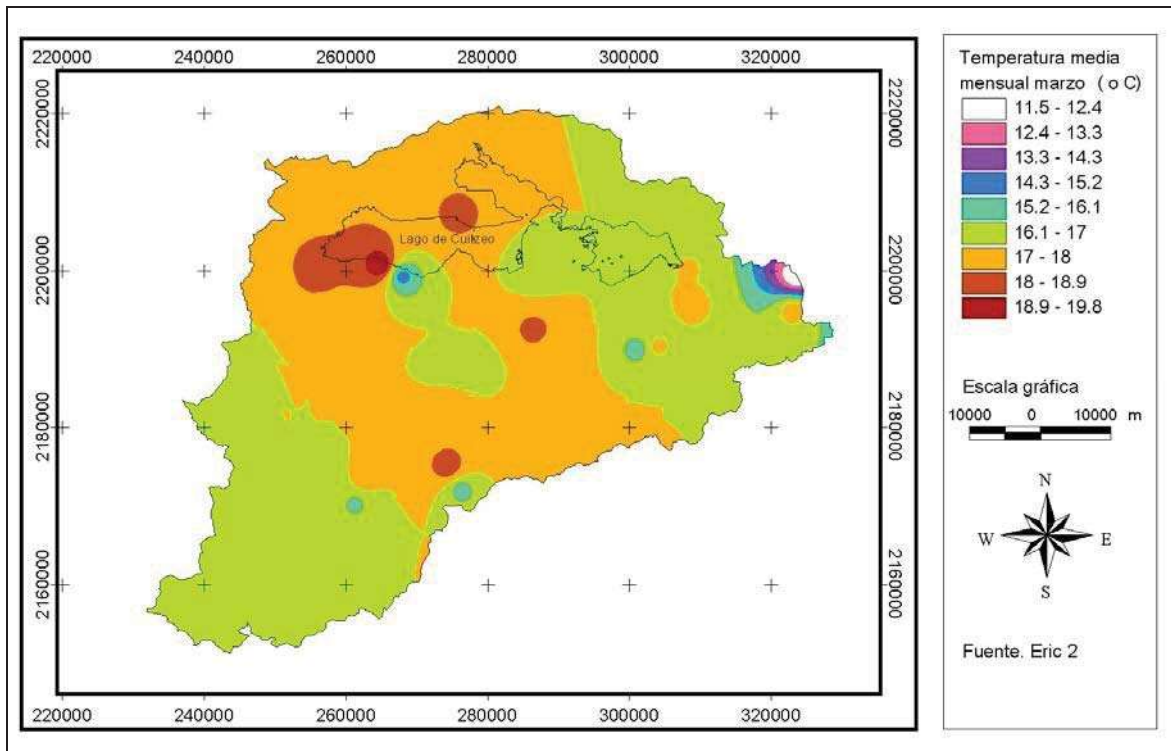 220000 240000 260000 280000 300000 320000
2220000 2220000
2200000 2200000
2180000 2180000
2160000 2160000
220000 240000 260000 280000 300000 320000
Lago de Cuitzeo
Temperatura media
mensual marzo ( o C)
11.5 - 12.4
12.4 - 13.3
13.3 - 14.3
14.3 - 15.2
15.2 - 16.1
16.1 - 17
17 - 18
18 - 18.9
18.9 - 19.8
Escala gráfica
10000 0 10000 m
N
W E
S
Fuente. Eric 2